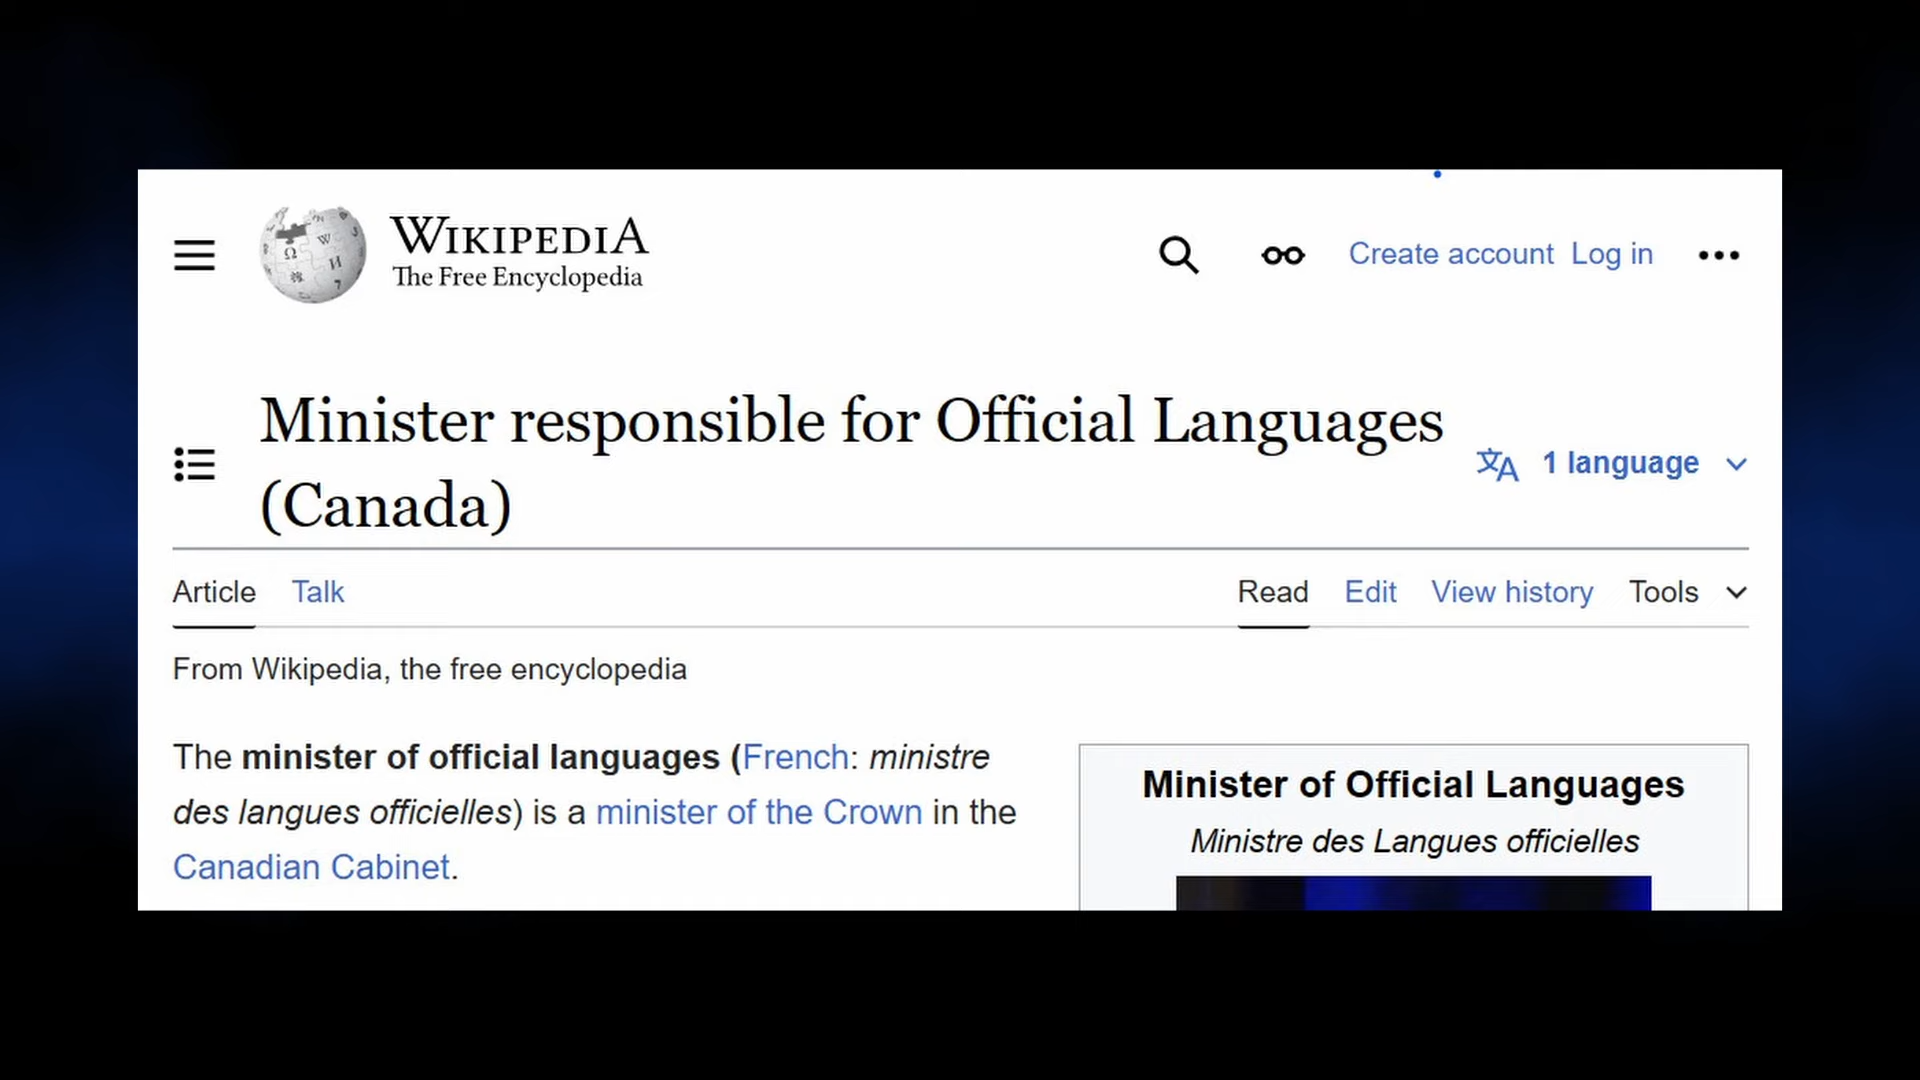 WIKIPEDIA
The Free Encyclopedia
Create account Log in
Minister responsible for Official Languages
(Canada)
1 language
Article Talk
Read Edit View history Tools
From Wikipedia, the free encyclopedia
The minister of official languages (French: ministre
des langues officielles) is a minister of the Crown in the
Canadian Cabinet.
Minister of Official Languages
Ministre des Langues officielles